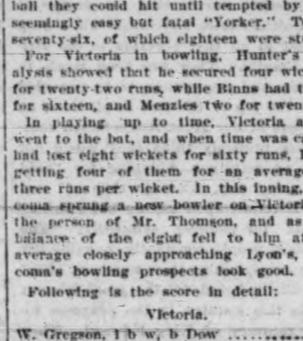 ball they could hit until tempted by
seemingly easy but fatal "Yorker." T
seventy-six, of which eighteen were st
For Victoria in bowling, Hunter's
alysis showed that he secured four wic
for twenty-two runs, while Binns had t
for sixteen, and Menzies two for twen
In playing up to time, Victoria a
went to the bat, and when time was c
had lost eight wickets for sixty runs, 
getting four of them for an average
three runs per wicket. In this inning,
coma sprung a new bowler on Victori
the person of Mr. Thomson, and as
balance of the eight fell to him at
average closely approaching Lyon's,
coma's bowling prospects look good.
Following is the score in detail:
Victoria.
W. Gregson, l b w, b Dow ..........